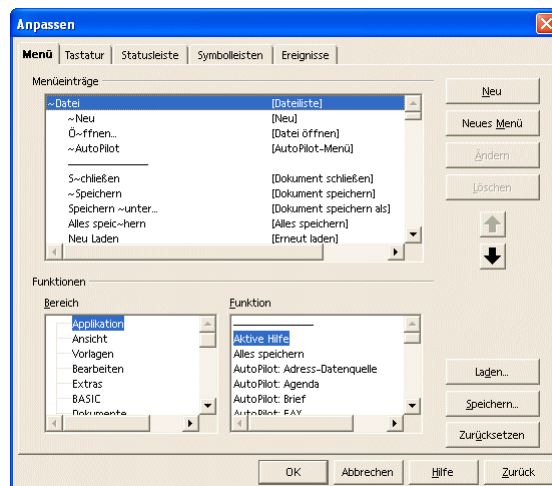 Anpassen
Menü Tastatur Statusleiste Symbolleisten Ereignisse
Menüeinträge
~Datei [Dateiliste]
~Neu [Neu]
Ö~ffnen... [Datei öffnen]
~AutoPilot [AutoPilot-Menü]
S~chließen [Dokument schließen]
~Speichern [Dokument speichern]
Speichern ~unter... [Dokument speichern als]
Alles speic~hern [Alles speichern]
Neu Laden [Erneut laden]
Neu
Neues Menü
Ändern
Löschen
Funktionen
Bereich
Applikation
Ansicht
Vorlagen
Bearbeiten
Extras
BASIC
Dokumente
Funktion
Aktive Hilfe
Alles speichern
AutoPilot: Adress-Datenquelle
AutoPilot: Agenda
AutoPilot: Brief
AutoPilot: FAX
Laden...
Speichern...
Zurücksetzen
OK Abbrechen Hilfe Zurück